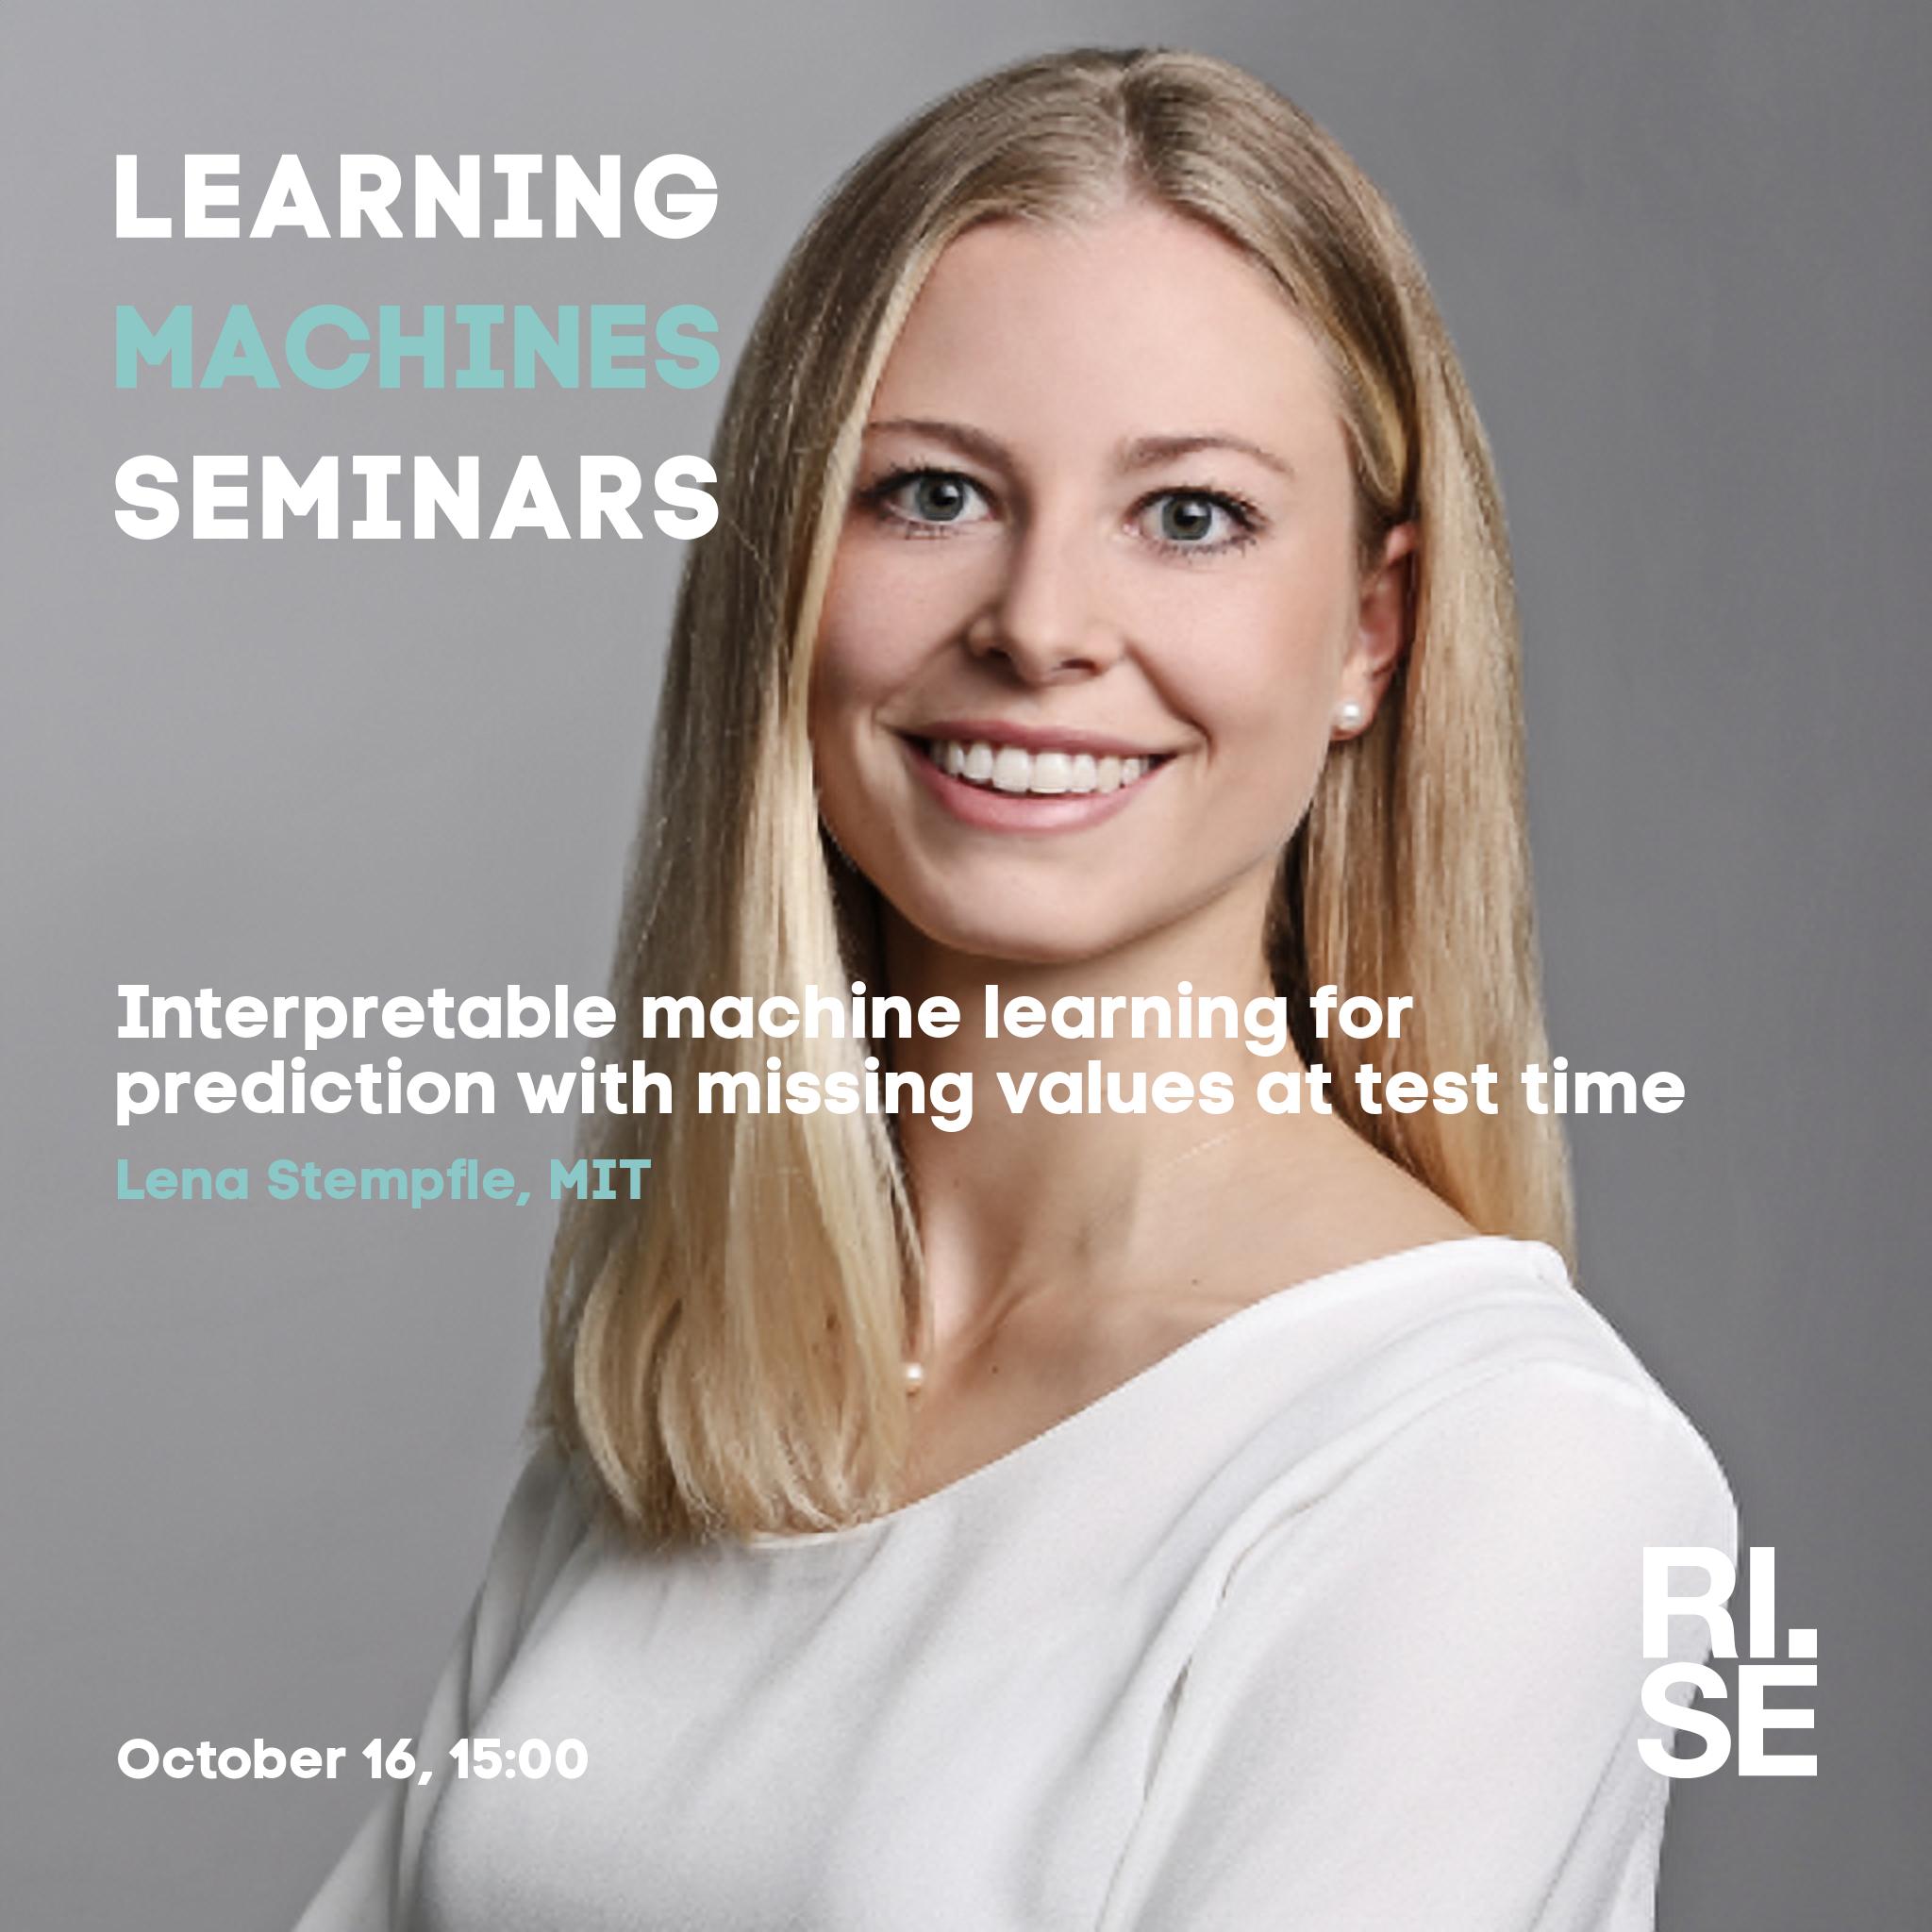 LEARNING
MACHINES
SEMINARS
Interpretable machine learning for
prediction with missing values at test time
Lena Stempfle, MIT
October 16, 15:00
RI.
SE